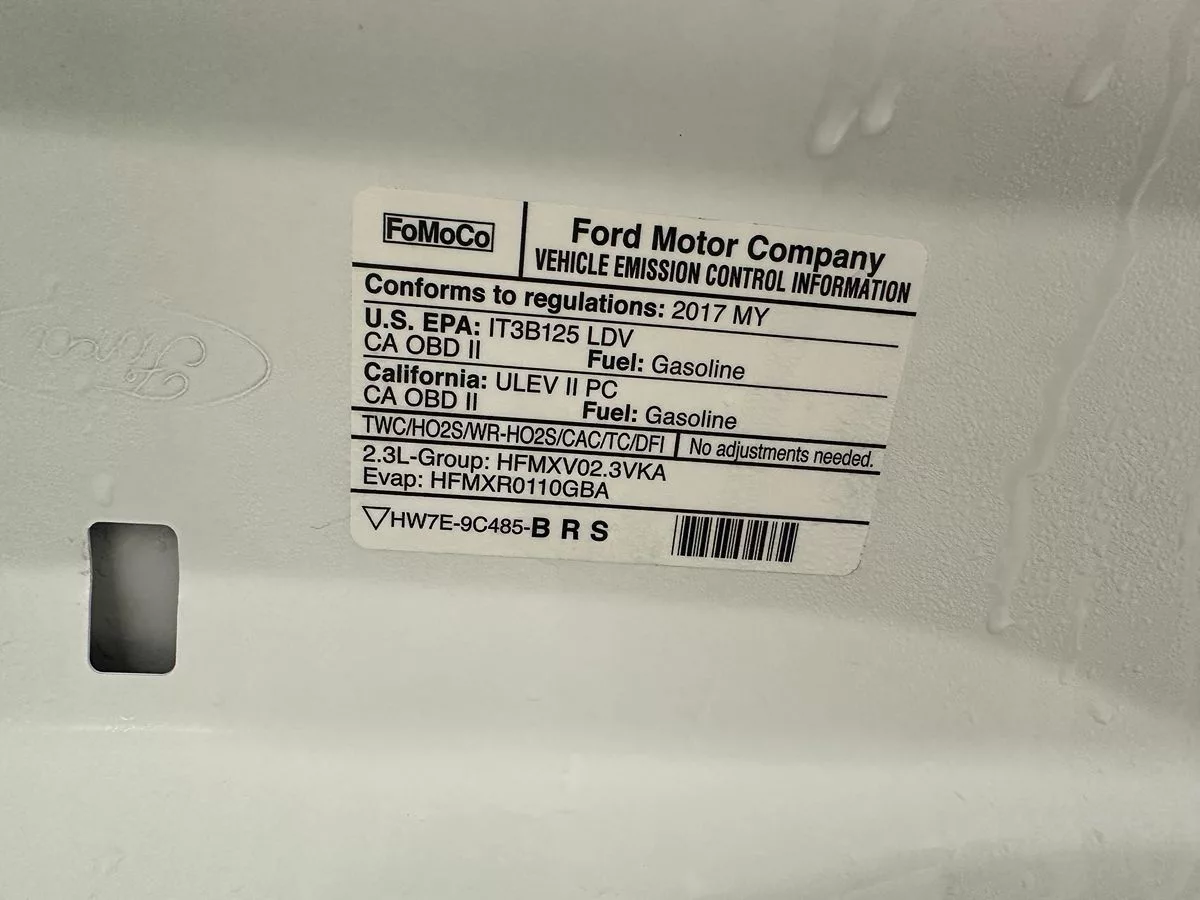 FoMoCo
Ford Motor Company
VEHICLE EMISSION CONTROL INFORMATION
Conforms to regulations: 2017 MY
U.S. EPA: IT3B125 LDV
CA OBD II Fuel: Gasoline
California: ULEV II PC
CA OBD II Fuel: Gasoline
TWC/HO2S/WR-HO2S/CAC/TC/DFI No adjustments needed.
2.3L-Group: HFMXV02.3VKA
Evap: HFMXR0110GBA
HW7E-9C485-B R S
Ford